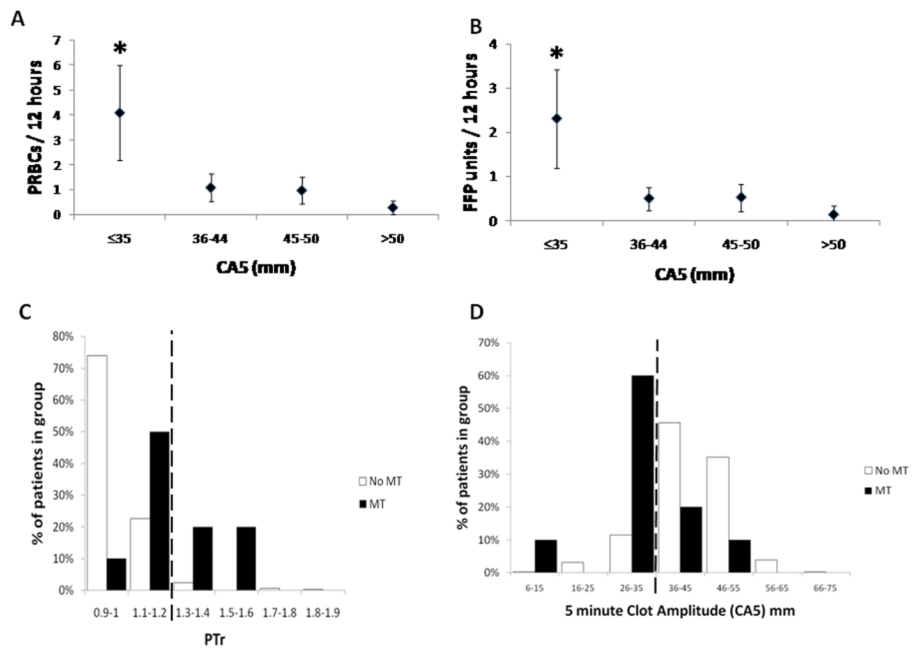 A
PRBCs / 12 hours
7
6
5
4
3
2
1
0
*
≤35 36-44 45-50 >50
CA5 (mm)
B
FFP units / 12 hours
4
3
2
1
0
*
≤35 36-44 45-50 >50
CA5 (mm)
C
% of patients in group
80%
70%
60%
50%
40%
30%
20%
10%
0%
0.9-1 1.1-1.2 1.3-1.4 1.5-1.6 1.7-1.8 1.8-1.9
PTr
No MT
MT
D
% of patients in group
70%
60%
50%
40%
30%
20%
10%
0%
6-15 16-25 26-35 36-45 46-55 56-65 66-75
5 minute Clot Amplitude (CA5) mm
No MT
MT